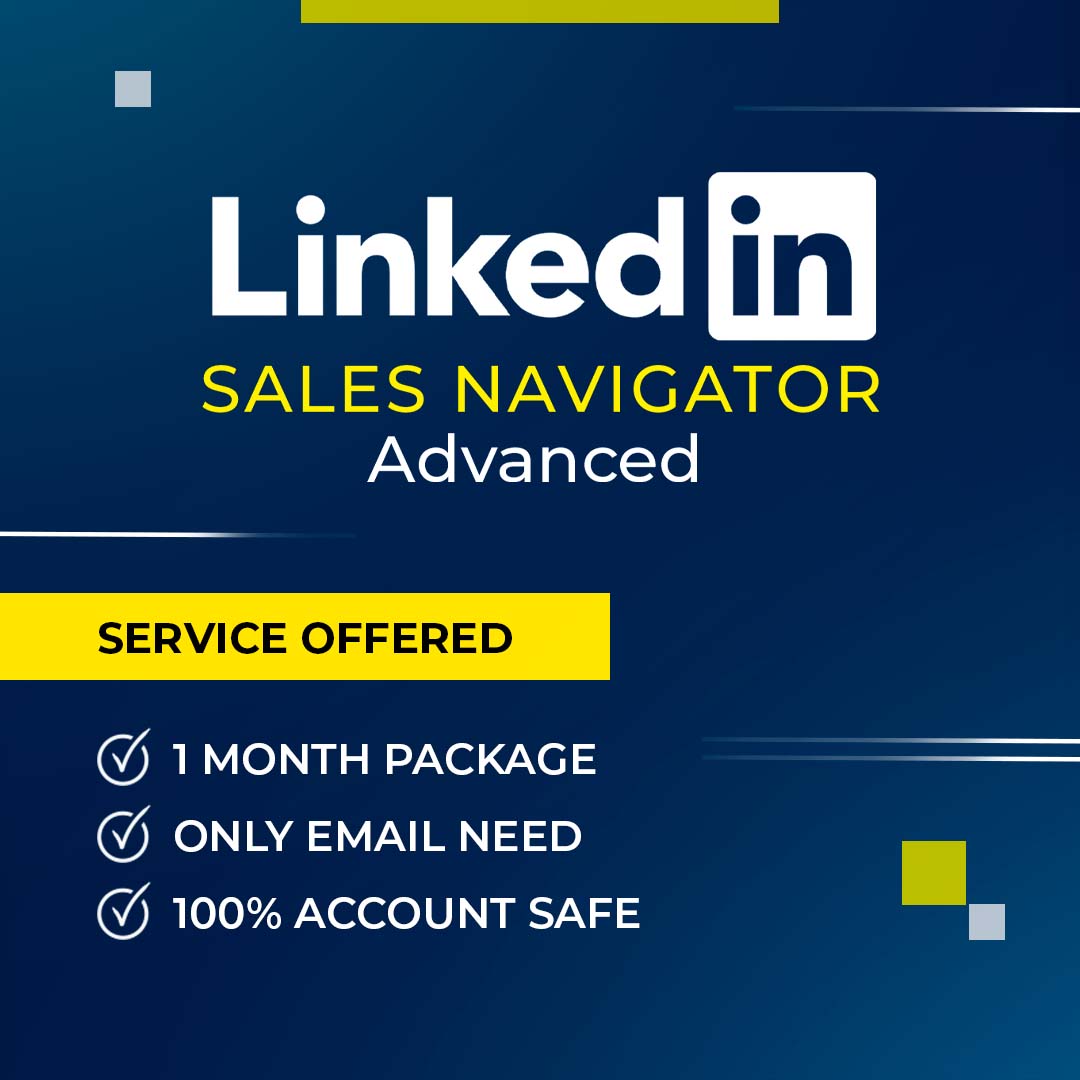 Linkedin
SALES NAVIGATOR
Advanced
SERVICE OFFERED
1 MONTH PACKAGE
ONLY EMAIL NEED
100% ACCOUNT SAFE